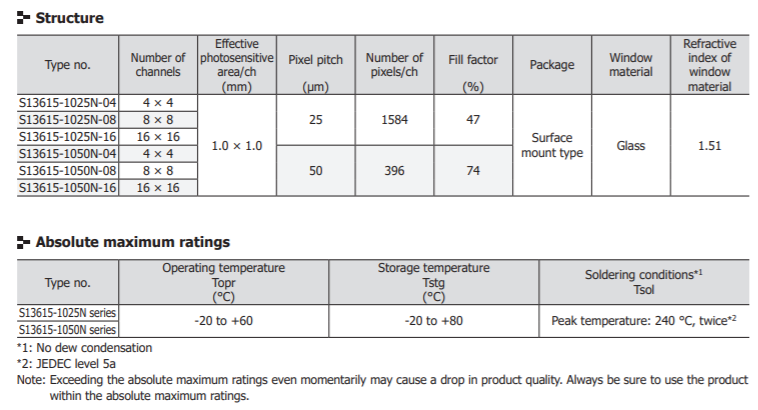 Structure
Type no. Number of channels Effective photosensitive area/ch (mm) Pixel pitch (µm) Number of pixels/ch Fill factor (%) Package Window material Refractive index of window material
S13615-1025N-04 4 × 4
S13615-1025N-08 8 × 8 25 1584 47
S13615-1025N-16 16 × 16
1.0 × 1.0 Surface mount type Glass 1.51
S13615-1050N-04 4 × 4
S13615-1050N-08 8 × 8 50 396 74
S13615-1050N-16 16 × 16
Absolute maximum ratings
Type no. Operating temperature Topr (°C) Storage temperature Tstg (°C) Soldering conditions*1 Tsol
S13615-1025N series
-20 to +60 -20 to +80 Peak temperature: 240 °C, twice*2
S13615-1050N series
*1: No dew condensation
*2: JEDEC level 5a
Note: Exceeding the absolute maximum ratings even momentarily may cause a drop in product quality. Always be sure to use the product
within the absolute maximum ratings.